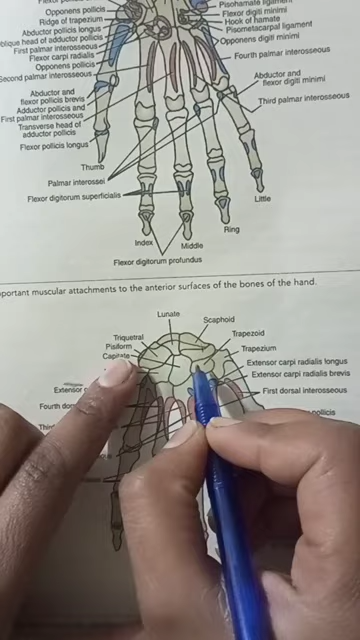 Opponens pollicis
Ridge of trapezium
Abductor pollicis longus
blique head of adductor pollicis
First palmar interosseous
Flexor carpi radialis
Opponens pollicis
Second palmar interosseous
Abductor and
flexor pollicis brevis
Adductor pollicis and
First palmar interosseous
Transverse head of
adductor pollicis
Flexor pollicis longus
Pisohamate ligament
Flexor digiti minimi
Hook of hamate
Pisometacarpal ligament
Opponens digiti minimi
Fourth palmar interosseous
Abductor and
flexor digiti minimi
Third palmar interosseous
Thumb
Palmar interossei
Flexor digitorum superficialis
Little
Ring
Index
Middle
Flexor digitorum profundus
portant muscular attachments to the anterior surfaces of the bones of the hand.
Lunate
Scaphoid
Triquetral
Trapezoid
Pisiform
Trapezium
Capitate
Extensor carpi radialis longus
Extensor carpi radialis brevis
Extensor c
First dorsal interosseous
Fourth dor
pollicis